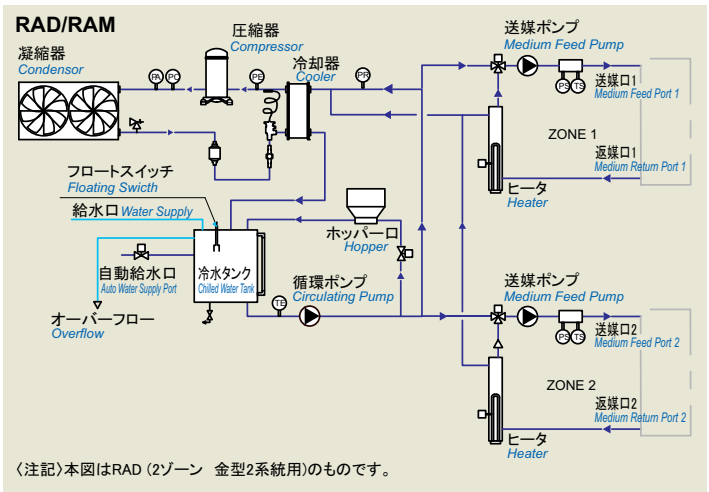 RAD/RAM
凝縮器
Condensor
PA
PC
圧縮器
Compressor
PE
冷却器
Cooler
PR
送媒ポンプ
Medium Feed Pump
PS
TS
送媒口1
Medium Feed Port 1
ZONE 1
返媒口1
Medium Return Port 1
ヒータ
Heater
フロートスイッチ
Floating Swicth
給水口 Water Supply
自動給水口
Auto Water Supply Port
オーバーフロー
Overflow
冷水タンク
Chilled Water Tank
ホッパー口
Hopper
TE
循環ポンプ
Circulating Pump
送媒ポンプ
Medium Feed Pump
PS
TS
送媒口2
Medium Feed Port 2
ZONE 2
返媒口2
Medium Return Port 2
ヒータ
Heater
〈注記〉本図はRAD (2ゾーン 金型2系統用)のものです。